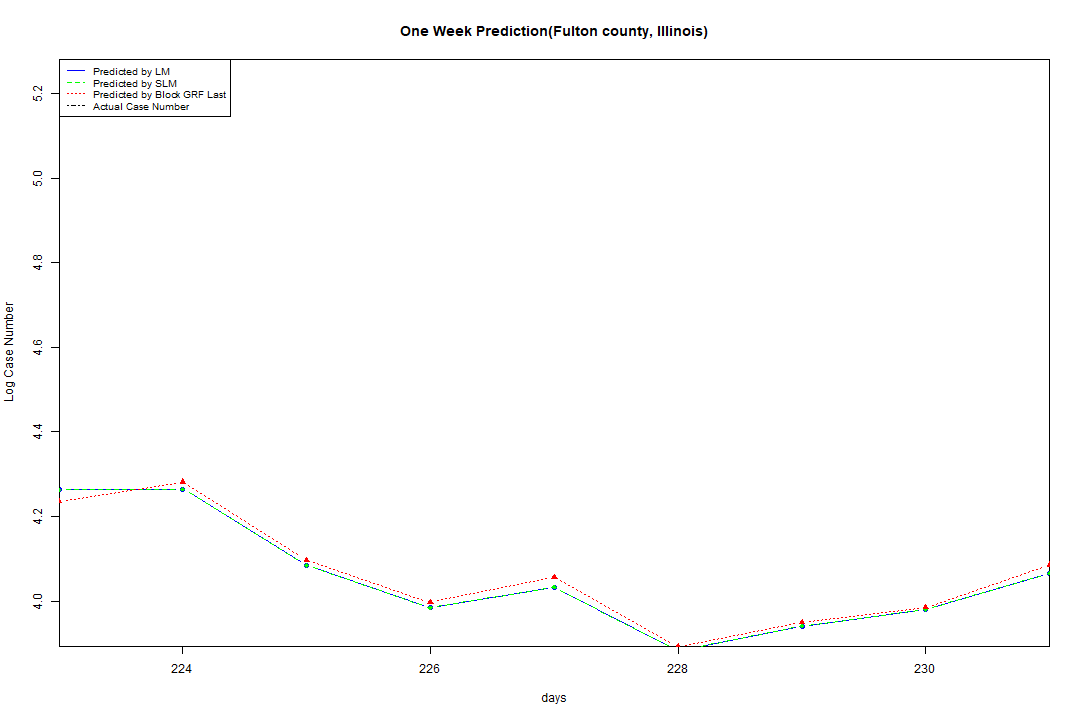 One Week Prediction(Fulton county, Illinois)
Predicted by LM
Predicted by SLM
Predicted by Block GRF Last
Actual Case Number
5.2
5.0
4.8
4.6
4.4
4.2
4.0
Log Case Number
224
226
228
230
days